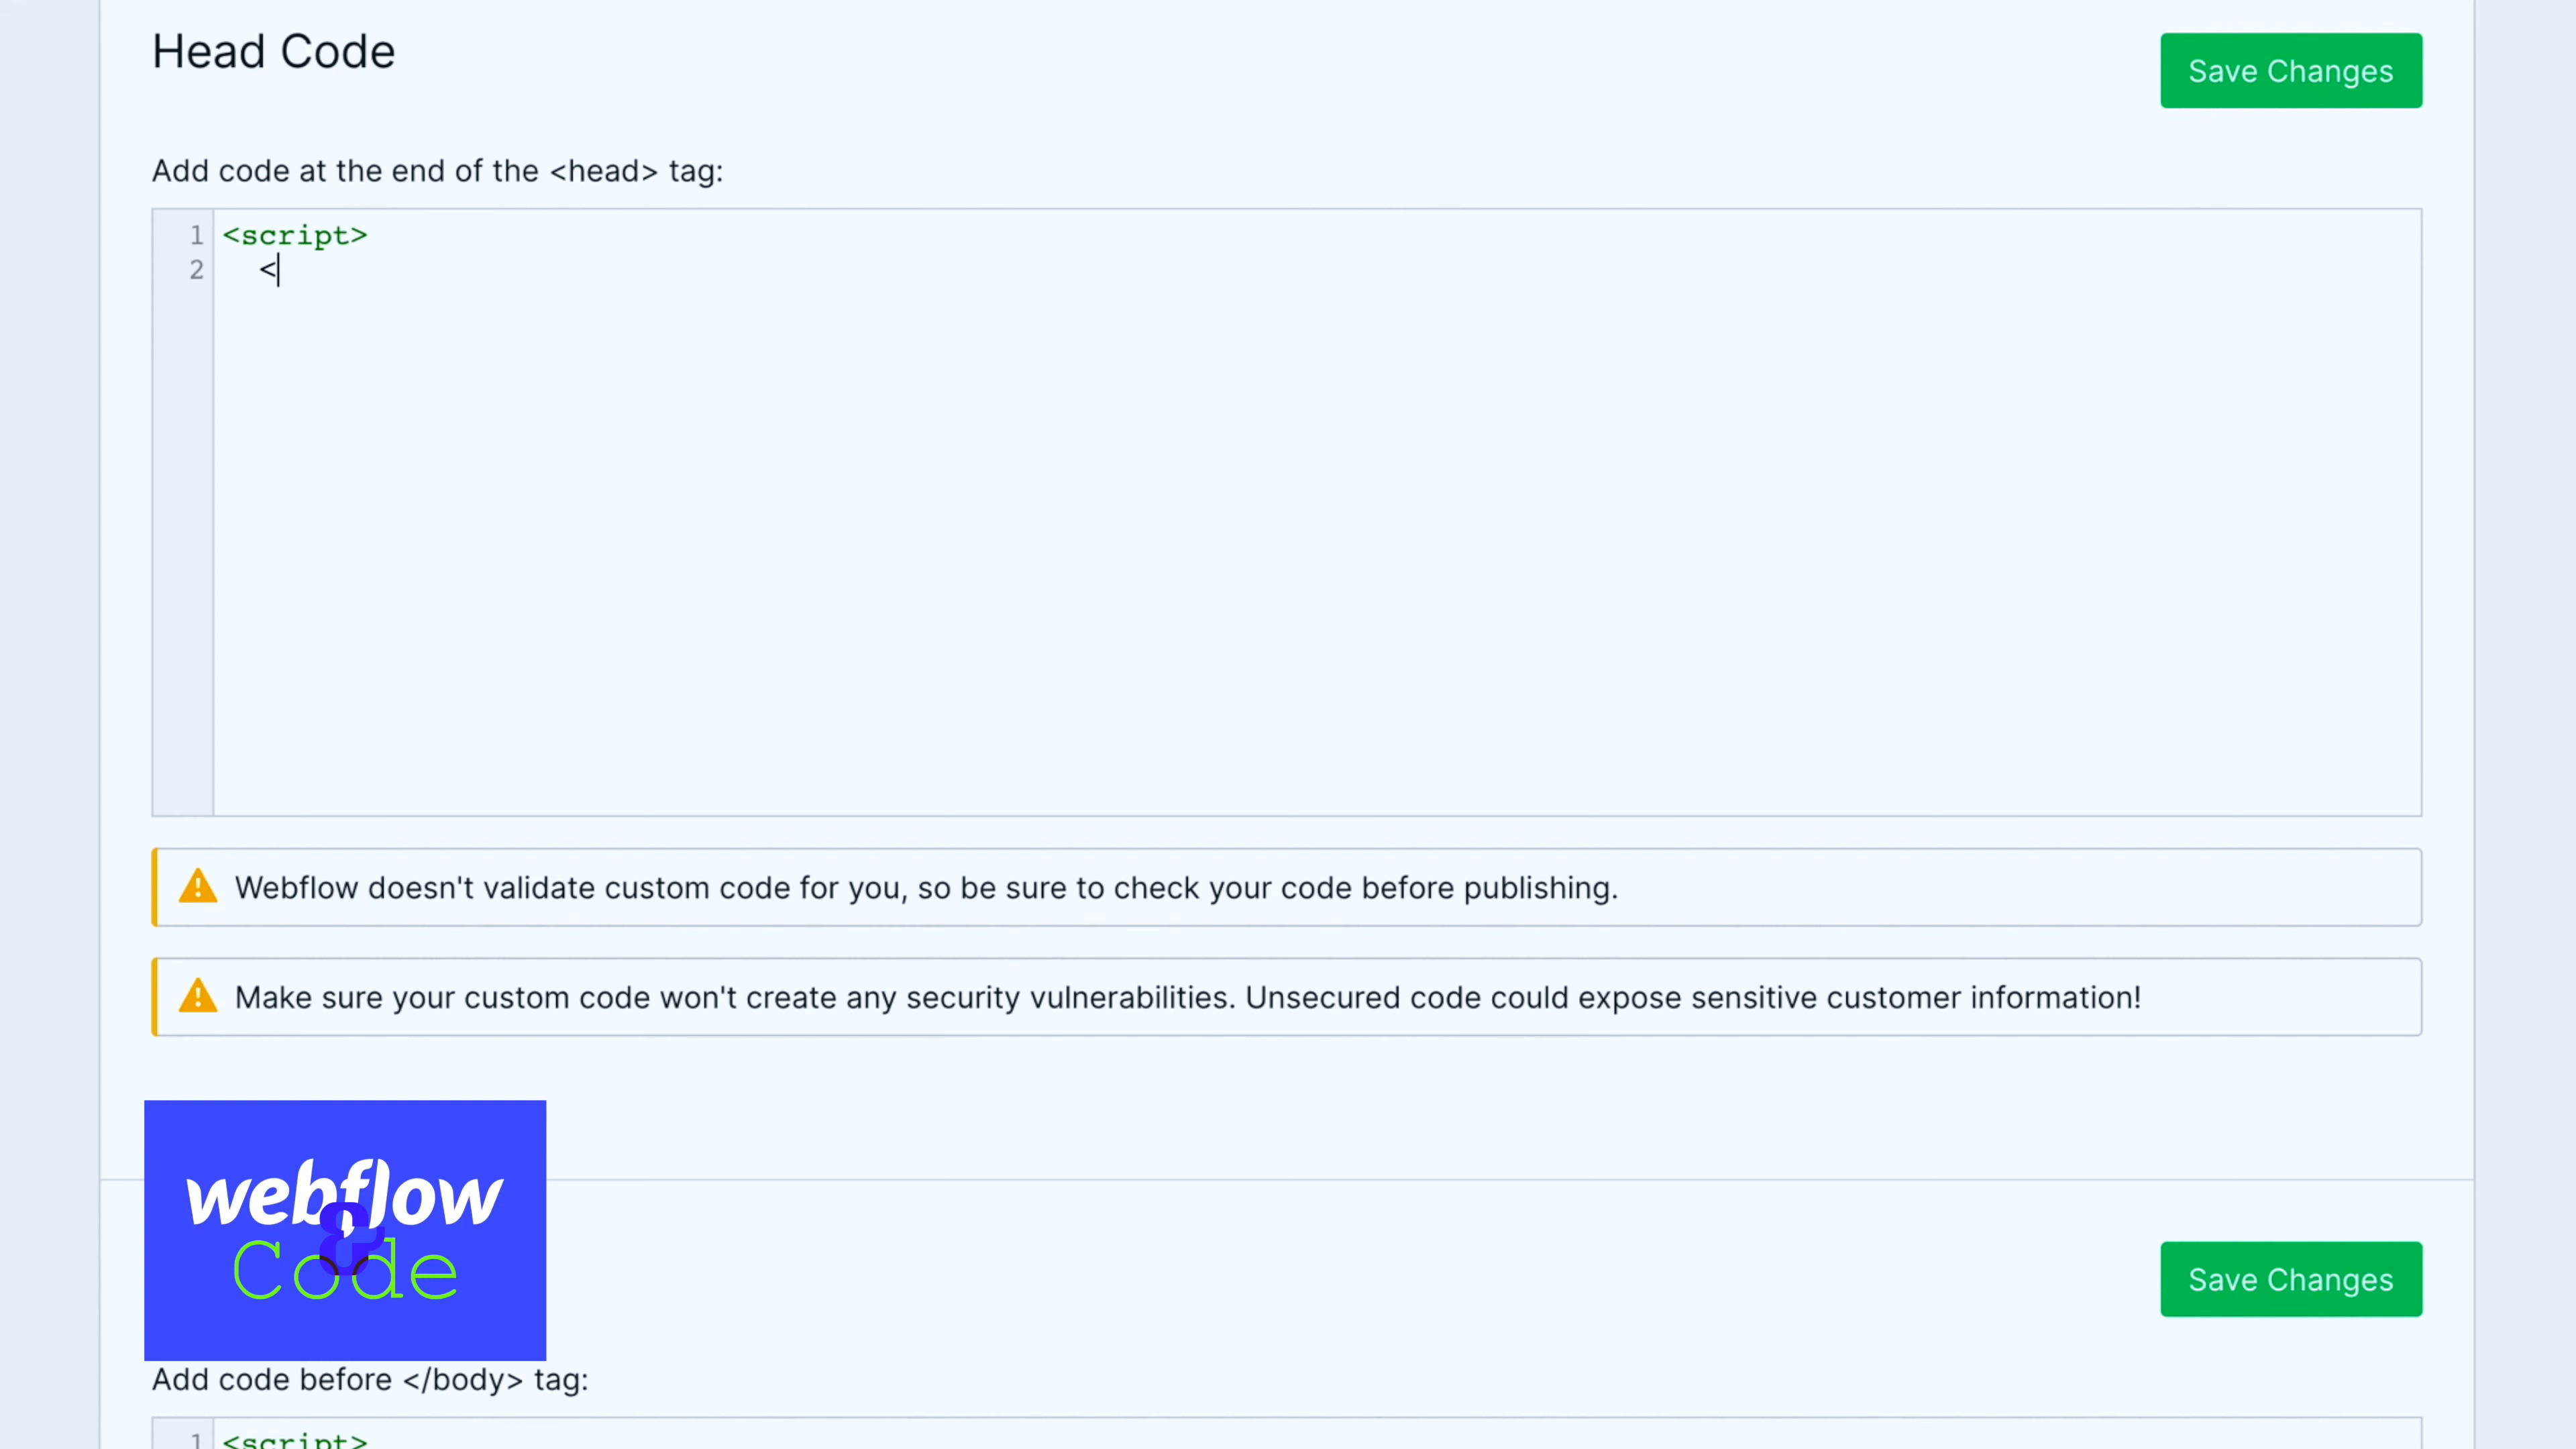 Head Code
Save Changes
Add code at the end of the <head> tag:
1 <script>
2 <
Webflow doesn't validate custom code for you, so be sure to check your code before publishing.
Make sure your custom code won't create any security vulnerabilities. Unsecured code could expose sensitive customer information!
webflow
&
Code
Save Changes
Add code before </body> tag:
1 <script>